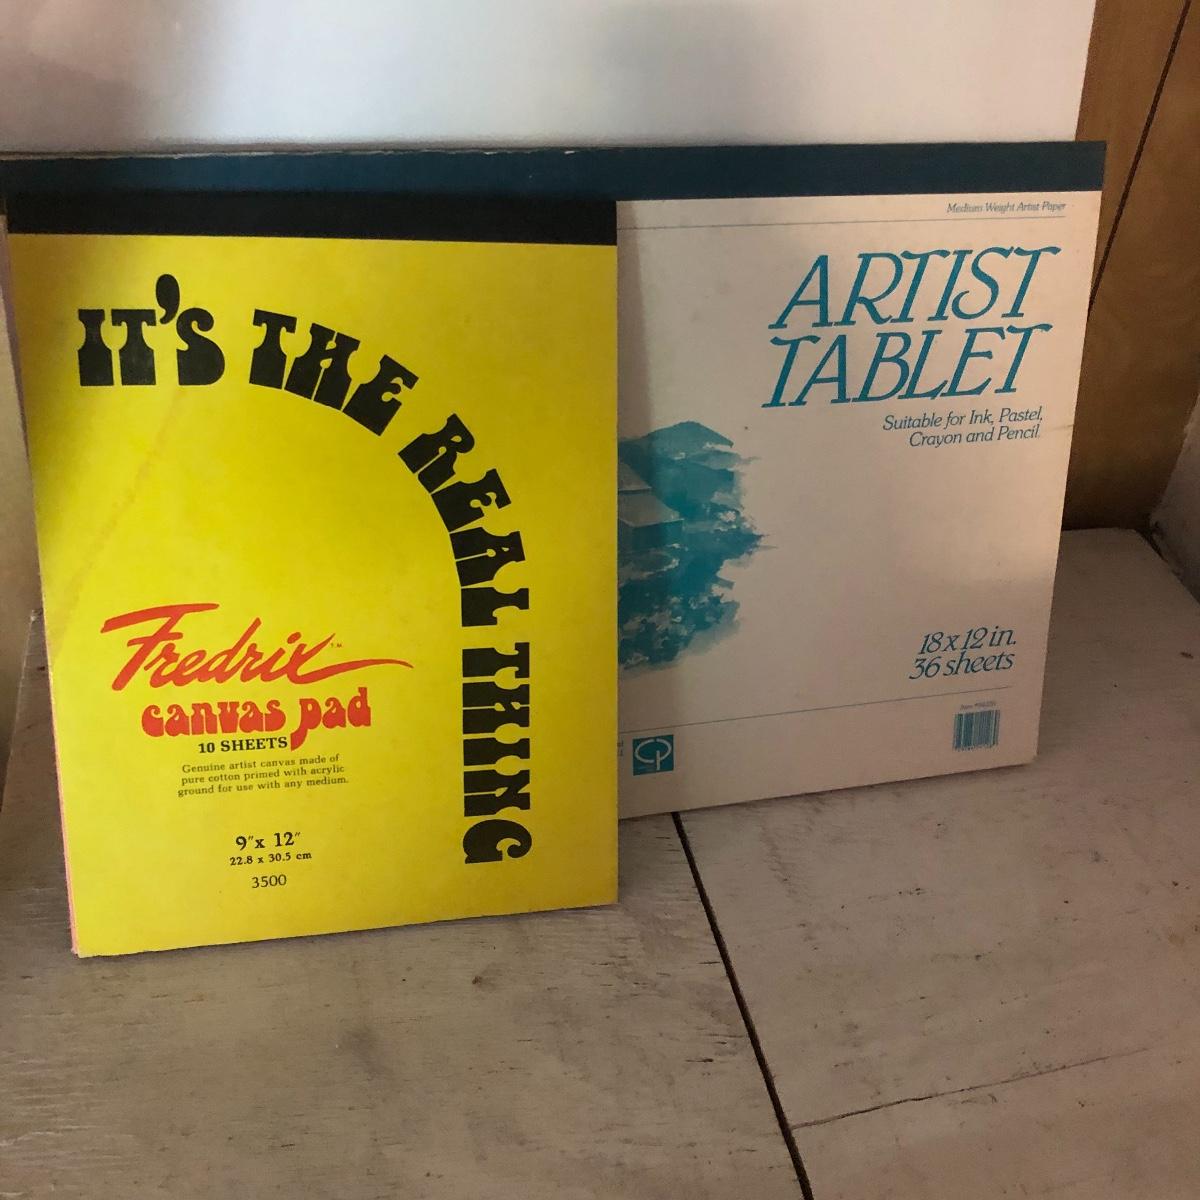 IT'S THE REAL THING
Fredrix™
canvas pad
10 SHEETS
Genuine artist canvas made of
pure cotton primed with acrylic
ground for use with any medium.
9″x 12″
22.8 x 30.5 cm
3500
Medium Weight Artist Paper
ARTIST
TABLET
Suitable for Ink, Pastel,
Crayon and Pencil.
18 x 12 in.
36 sheets
CP